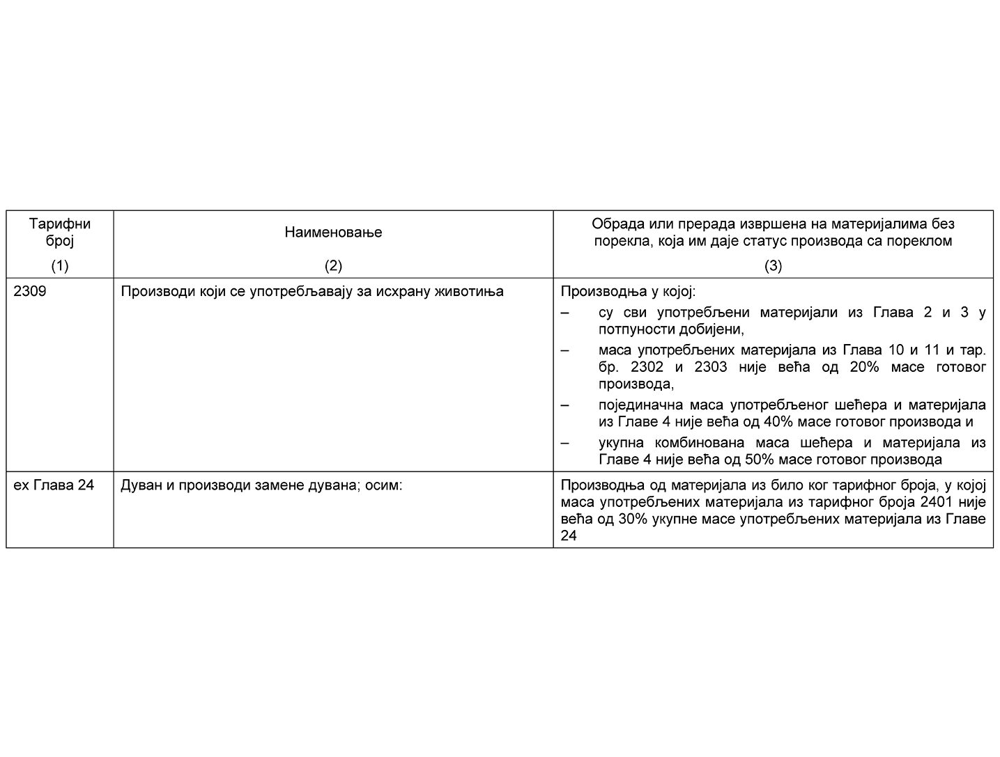 Тарифни
број
(1)
Наименовање
(2)
Обрада или прерада извршена на материјалима без
порекла, која им даје статус производа са пореклом
(3)
2309
Производи који се употребљавају за исхрану животиња
Производња у којој:
– су сви употребљени материјали из Глава 2 и 3 у
потпуности добијени,
– маса употребљених материјала из Глава 10 и 11 и тар.
бр. 2302 и 2303 није већа од 20% масе готовог
производа,
– појединачна маса употребљеног шећера и материјала
из Главе 4 није већа од 40% масе готовог производа и
– укупна комбинована маса шећера и материјала из
Главе 4 није већа од 50% масе готовог производа
ex Глава 24
Дуван и производи замене дувана; осим:
Производња од материјала из било ког тарифног броја, у којој
маса употребљених материјала из тарифног броја 2401 није
већа од 30% укупне масе употребљених материјала из Главе
24